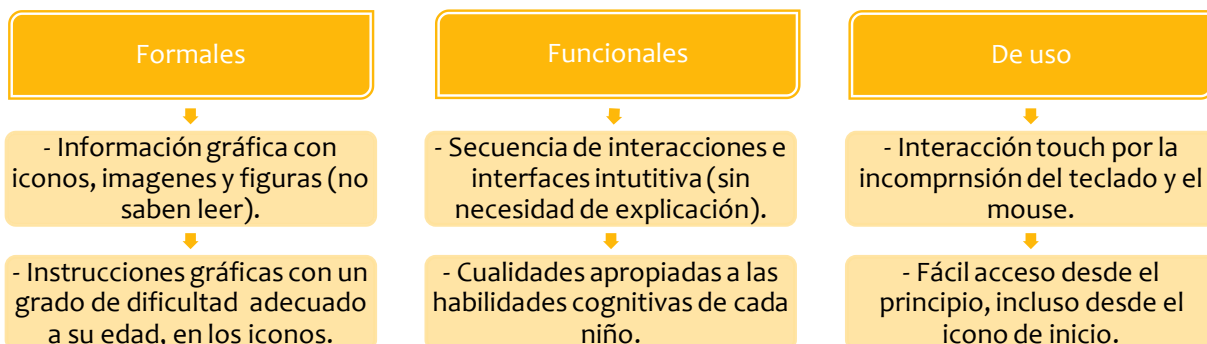 Formales
- Información gráfica con
iconos, imagenes y figuras (no
saben leer).
- Instrucciones gráficas con un
grado de dificultad adecuado
a su edad, en los iconos.
Funcionales
- Secuencia de interacciones e
interfaces intutitiva (sin
necesidad de explicación).
- Cualidades apropiadas a las
habilidades cognitivas de cada
niño.
De uso
- Interacción touch por la
incomprnsión del teclado y el
mouse.
- Fácil acceso desde el
principio, incluso desde el
icono de inicio.